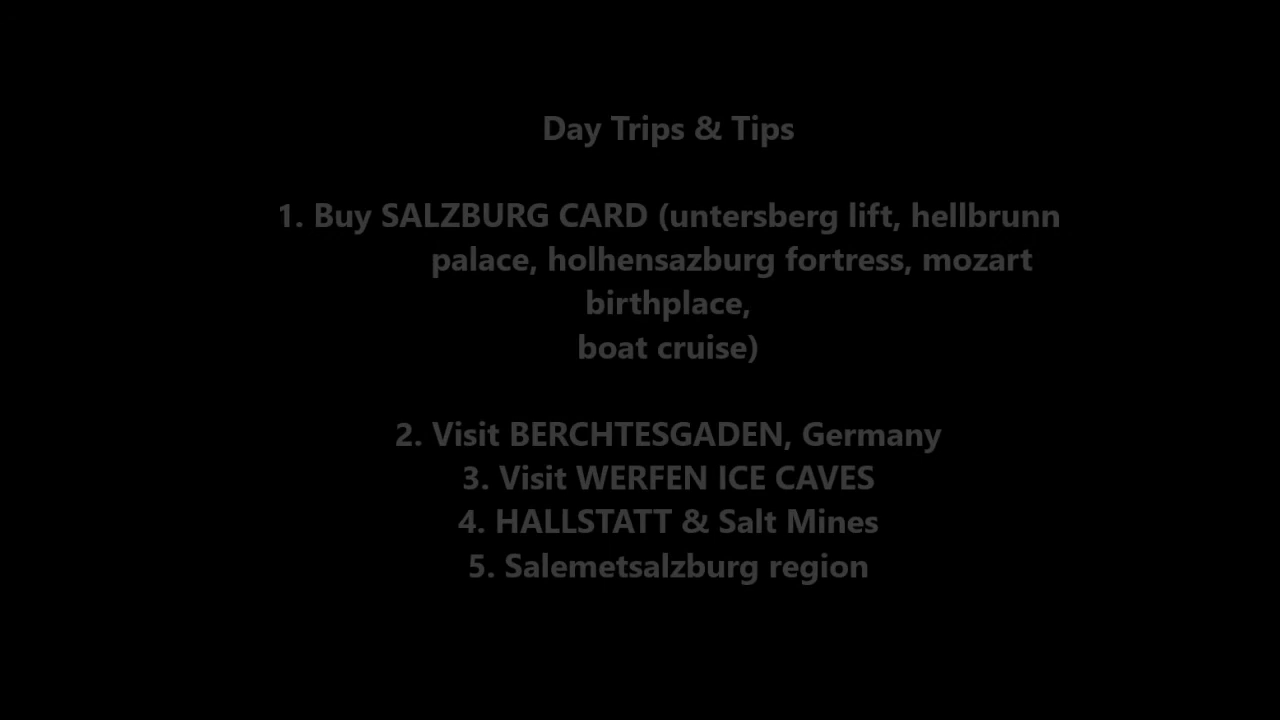 Day Trips & Tips
1. Buy SALZBURG CARD (untersberg lift, hellbrunn
palace, holhensazburg fortress, mozart
birthplace,
boat cruise)
2. Visit BERCHTESGADEN, Germany
3. Visit WERFEN ICE CAVES
4. HALLSTATT & Salt Mines
5. Salemetsalzburg region